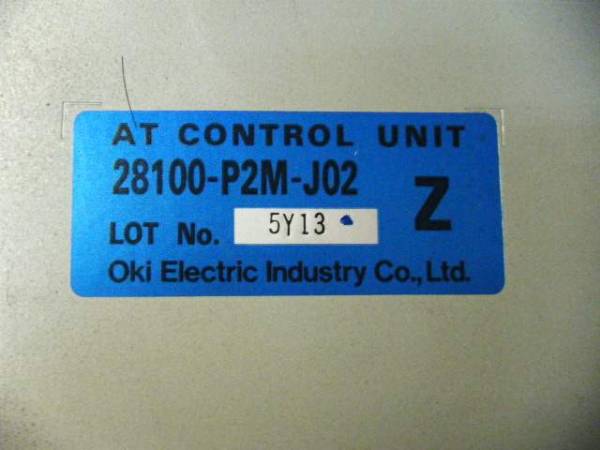 AT CONTROL UNIT
28100-P2M-J02 Z
LOT No. 5Y13
Oki Electric Industry Co.,Ltd.